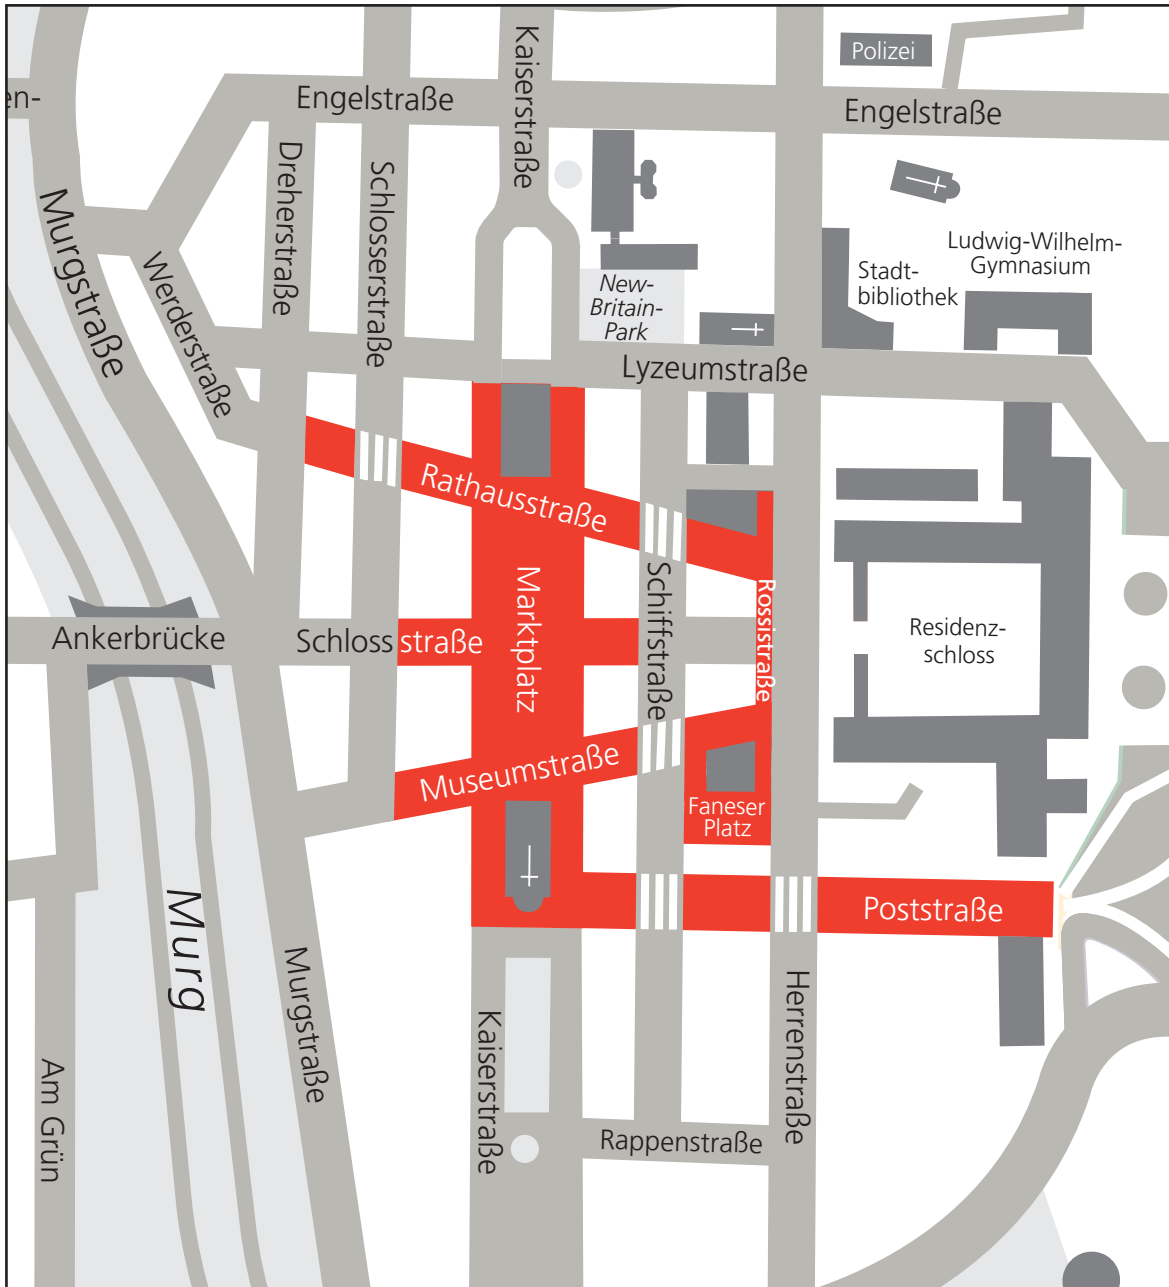 Polizei
Kaiserstraße
en-
Engelstraße
Engelstraße
Dreherstraße
Schlosserstraße
Murgstraße
Werderstraße
Ludwig-Wilhelm-
Gymnasium
Stadt-
bibliothek
New-
Britain-
Park
Lyzeumstraße
Rathausstraße
Marktplatz
Schiffstraße
Rossistraße
Ankerbrücke
Schlossstraße
Residenz-
schloss
Museumstraße
Faneser
Platz
Poststraße
Murg
Murgstraße
Am Grün
Kaiserstraße
Herrenstraße
Rappenstraße